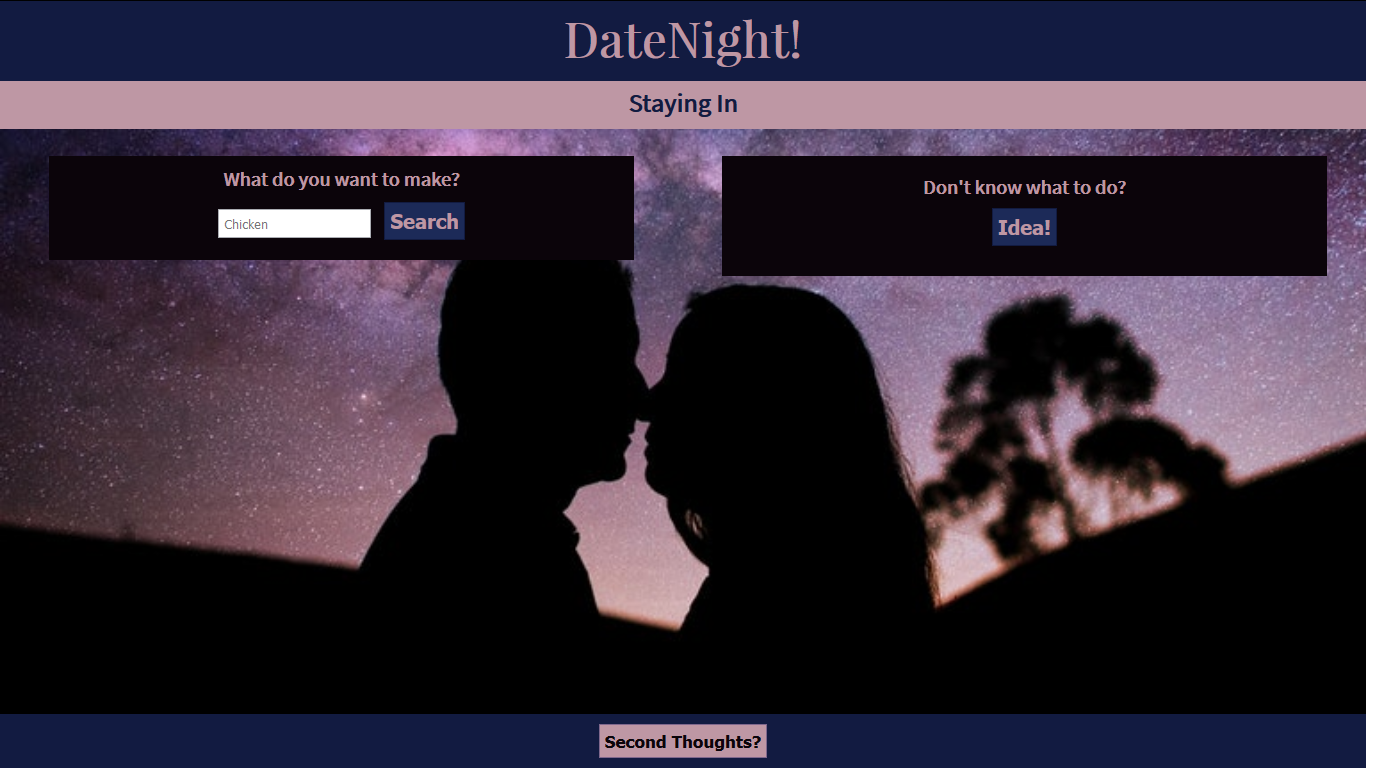 DateNight!
Staying In
What do you want to make?
Chicken
Search
Don't know what to do?
Idea!
Second Thoughts?